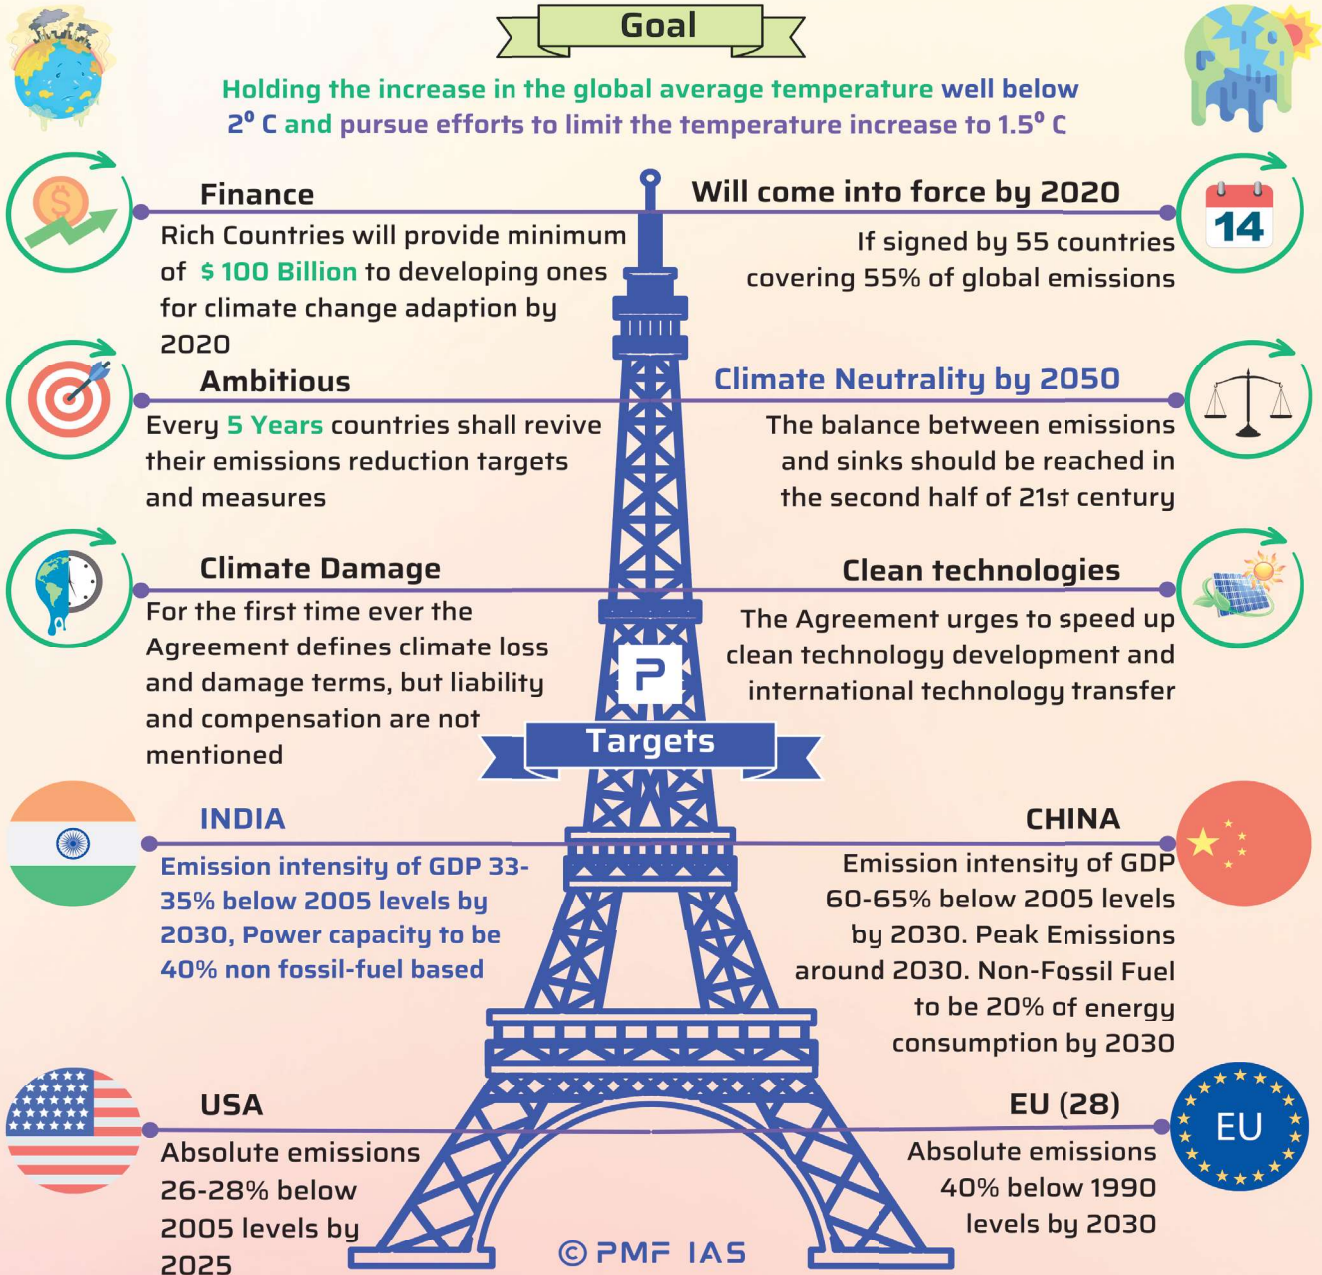 Goal
Holding the increase in the global average temperature well below
2⁰ C and pursue efforts to limit the temperature increase to 1.5⁰ C
Finance
Rich Countries will provide minimum
of $ 100 Billion to developing ones
for climate change adaption by
2020
Will come into force by 2020
14
If signed by 55 countries
covering 55% of global emissions
Ambitious
Every 5 Years countries shall revive
their emissions reduction targets
and measures
Climate Neutrality by 2050
The balance between emissions
and sinks should be reached in
the second half of 21st century
Climate Damage
For the first time ever the
Agreement defines climate loss
and damage terms, but liability
and compensation are not
mentioned
Clean technologies
The Agreement urges to speed up
clean technology development and
international technology transfer
P
Targets
INDIA
Emission intensity of GDP 33-
35% below 2005 levels by
2030, Power capacity to be
40% non fossil-fuel based
CHINA
Emission intensity of GDP
60-65% below 2005 levels
by 2030. Peak Emissions
around 2030. Non-Fossil Fuel
to be 20% of energy
consumption by 2030
USA
Absolute emissions
26-28% below
2005 levels by
2025
EU (28)
EU
Absolute emissions
40% below 1990
levels by 2030
© PMF IAS